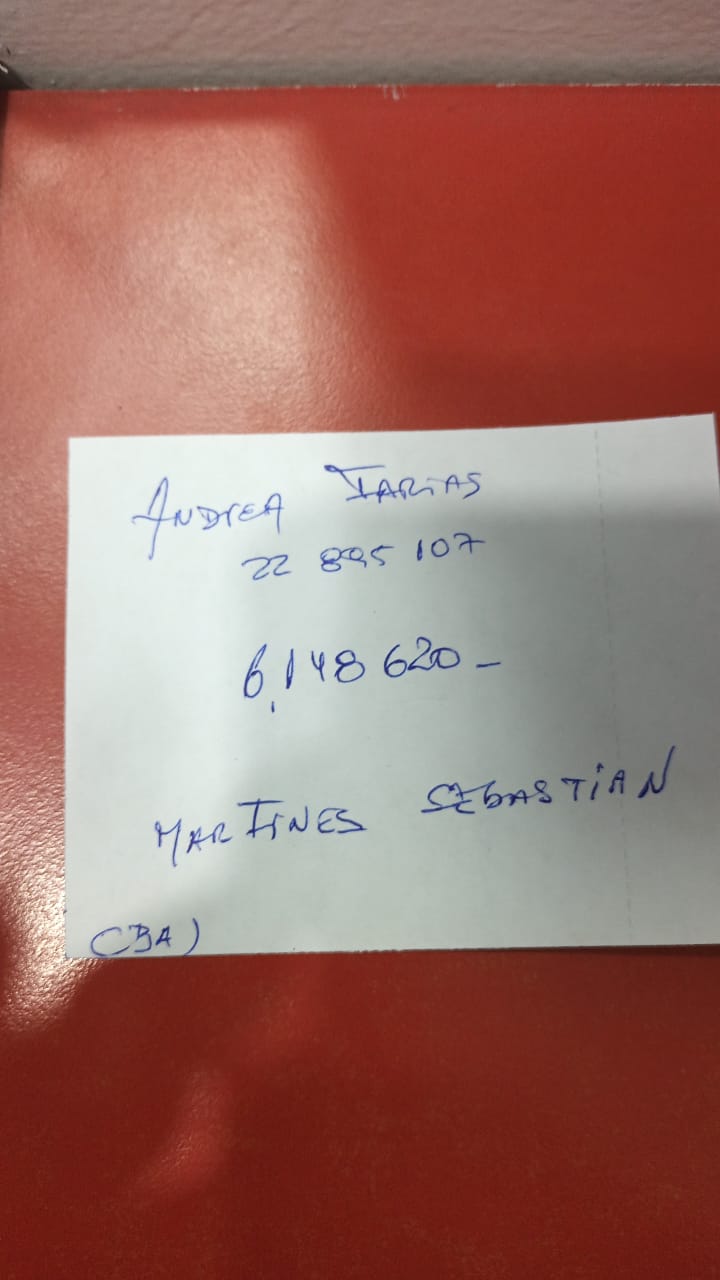 ANDREA FARIAS
22 895 107
6,148 620 -
MARTINES SEBASTIAN
CBA)